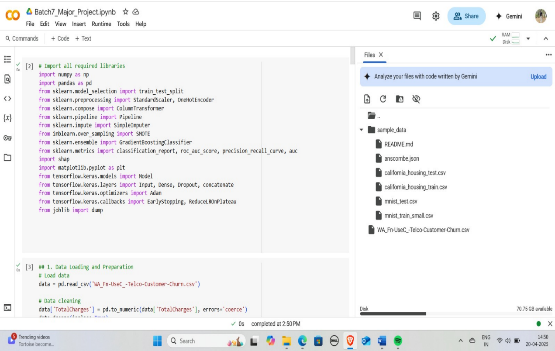 Batch7_Major_Project.ipynb
File Edit View Insert Runtime Tools Help
Share
Gemini
Commands + Code + Text
RAM
Disk
[2] # Import all required libraries
import numpy as np
import pandas as pd
from sklearn.model_selection import train_test_split
from sklearn.preprocessing import StandardScaler, OneHotEncoder
from sklearn.compose import ColumnTransformer
from sklearn.pipeline import Pipeline
from sklearn.impute import SimpleImputer
from imblearn.over_sampling import SMOTE
from sklearn.ensemble import GradientBoostingClassifier
from sklearn.metrics import classification_report, roc_auc_score, precision_recall_curve, auc
import shap
import matplotlib.pyplot as plt
from tensorflow.keras.models import Model
from tensorflow.keras.layers import Input, Dense, Dropout, concatenate
from tensorflow.keras.optimizers import Adam
from tensorflow.keras.callbacks import EarlyStopping, ReduceLROnPlateau
from joblib import dump
[3] ## 1. Data Loading and Preparation
# Load data
data = pd.read_csv('WA_Fn-UseC_-Telco-Customer-Churn.csv')
# Data cleaning
data['TotalCharges'] = pd.to_numeric(data['TotalCharges'], errors='coerce')
Files
Analyze your files with code written by Gemini Upload
..
sample_data
README.md
anscombe.json
california_housing_test.csv
california_housing_train.csv
mnist_test.csv
mnist_train_small.csv
WA_Fn-UseC_-Telco-Customer-Churn.csv
Disk 70.76 GB available
0s completed at 2:50 PM
Trending videos
Tortoise become...
Search
ENG
IN
14:58
20-04-2025